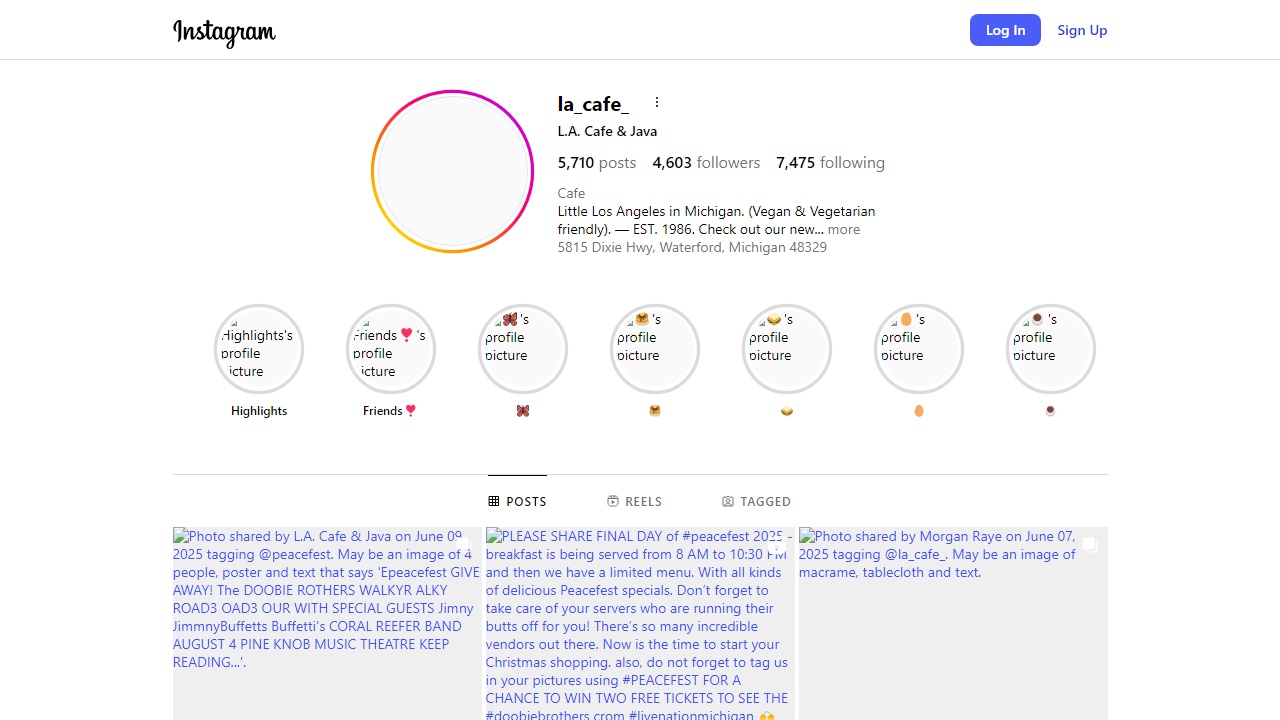 Instagram
Log In
Sign Up
la_cafe_
L.A. Cafe & Java
5,710 posts 4,603 followers 7,475 following
Cafe
Little Los Angeles in Michigan. (Vegan & Vegetarian
friendly). — EST. 1986. Check out our new... more
5815 Dixie Hwy, Waterford, Michigan 48329
Highlights's
profile
picture
Highlights
Friends ❣️ 's
profile
picture
Friends ❣️
🦋 's
profile
picture
🦋
🥞 's
profile
picture
🥞
🥪 's
profile
picture
🥪
🥚 's
profile
picture
🥚
☕ 's
profile
picture
☕
POSTS
REELS
TAGGED
Photo shared by L.A. Cafe & Java on June 09,
2025 tagging @peacefest. May be an image of 4
people, poster and text that says 'Epeacefest GIVE
AWAY! The DOOBIE ROTHERS WALKYR ALKY
ROAD3 OAD3 OUR WITH SPECIAL GUESTS Jimny
JimmnyBuffetts Buffetti's CORAL REEFER BAND
AUGUST 4 PINE KNOB MUSIC THEATRE KEEP
READING...'.
PLEASE SHARE FINAL DAY of #peacefest 2025 -
breakfast is being served from 8 AM to 10:30 PM
and then we have a limited menu. With all kinds
of delicious Peacefest specials. Don't forget to
take care of your servers who are running their
butts off for you! There's so many incredible
vendors out there. Now is the time to start your
Christmas shopping. also, do not forget to tag us
in your pictures using #PEACEFEST FOR A
CHANCE TO WIN TWO FREE TICKETS TO SEE THE
#doobiebrothers crom #livenationmichigan 🙌
Photo shared by Morgan Raye on June 07,
2025 tagging @la_cafe_. May be an image of
macrame, tablecloth and text.